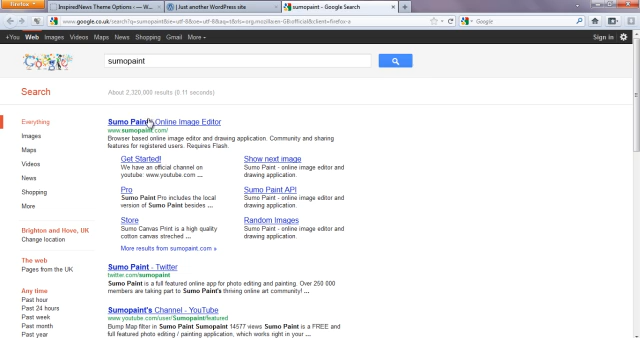 Firefox
InspiredNews Theme Options ‹ — W...
| Just another WordPress site
sumopaint - Google Search
www.google.co.uk/search?q=sumopaint&ie=utf-8&oe=utf-8&aq=t&rls=org.mozilla:en-GB:official&client=firefox-a
Google
+You Web Images Videos Maps News Shopping Gmail More
Sign in
Google
sumopaint
Search
About 2,320,000 results (0.11 seconds)
Everything
Images
Maps
Videos
News
Shopping
More
Brighton and Hove, UK
Change location
The web
Pages from the UK
Any time
Past hour
Past 24 hours
Past week
Past month
Past year
Sumo Paint - Online Image Editor
www.sumopaint.com/
Browser based online image editor and drawing application. Community and sharing
features for registered users. Requires Flash.
Get Started!
We have an official channel on
youtube: www.youtube.com ...
Show next image
Sumo Paint - online image editor and
drawing application.
Pro
Sumo Paint Pro includes the local
version of Sumo Paint besides ...
Sumo Paint API
Sumo Paint - online image editor and
drawing application.
Store
Sumo Canvas Print is a high quality
cotton canvas streched ...
Random Images
Sumo Paint - online image editor and
drawing application.
More results from sumopaint.com »
Sumo Paint - Twitter
twitter.com/sumopaint
Sumo Paint is a full featured online app for photo editing and painting. Over 250 000
members are taking part to Sumo Paint's thriving online art community! ...
Sumopaint's Channel - YouTube
www.youtube.com/user/Sumopaint/featured
Bump Map filter in Sumo Paint Sumopaint 14577 views Sumo Paint is a FREE and
full featured photo editing / painting application, which works right in your ...